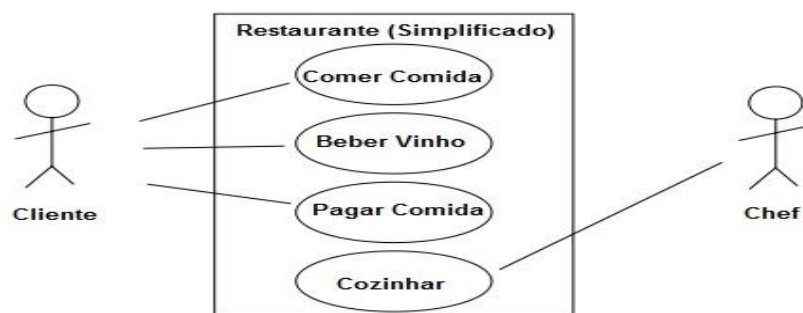 Restaurante (Simplificado)
Comer Comida
Beber Vinho
Pagar Comida
Cozinhar
Cliente
Chef